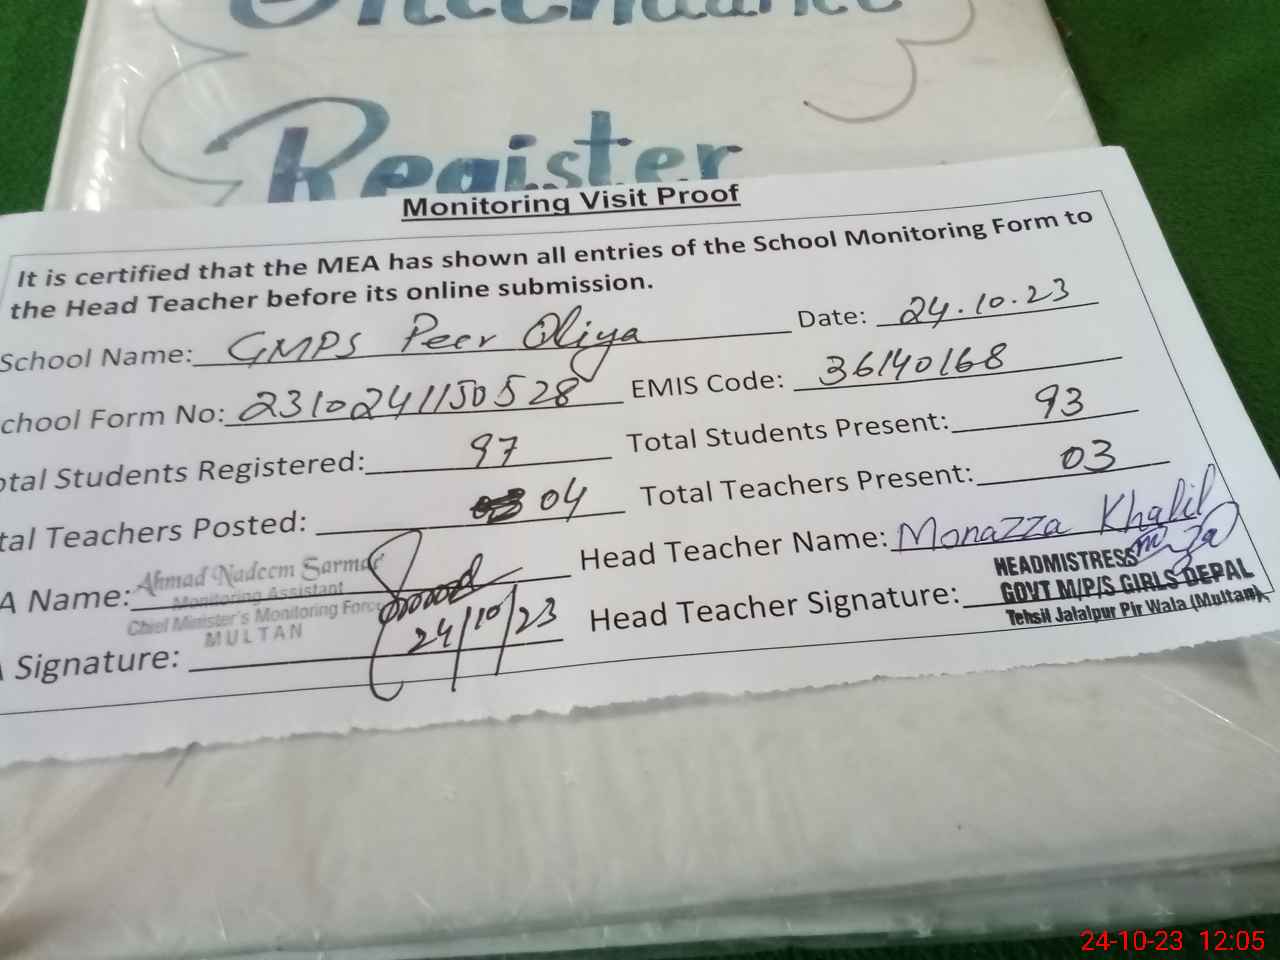 Attendance
Register
Monitoring Visit Proof
It is certified that the MEA has shown all entries of the School Monitoring Form to
the Head Teacher before its online submission.
School Name: GMPS Peer Oliya Date: 24.10.23
chool Form No: 2310241150528 EMIS Code: 36140168
otal Students Registered: 97 Total Students Present: 93
tal Teachers Posted: 04 Total Teachers Present: 03
A Name: Ahmad Nadeem Sarmad Head Teacher Name: Monazza Khalil
Monitoring Assistant
Chief Minister's Monitoring Force
MULTAN
Signature: 24/10/23 Head Teacher Signature:
HEADMISTRESS
GOVT M/P/S GIRLS DEPAL
Tehsil Jalalpur Pir Wala (Multan)
24-10-23 12:05